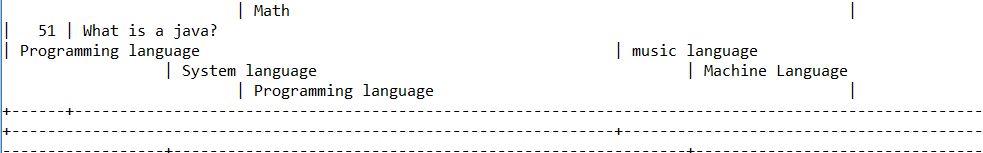 | Math |
| 51 | What is a java?
| Programming language | music language
| System language | Machine Language
| Programming language |